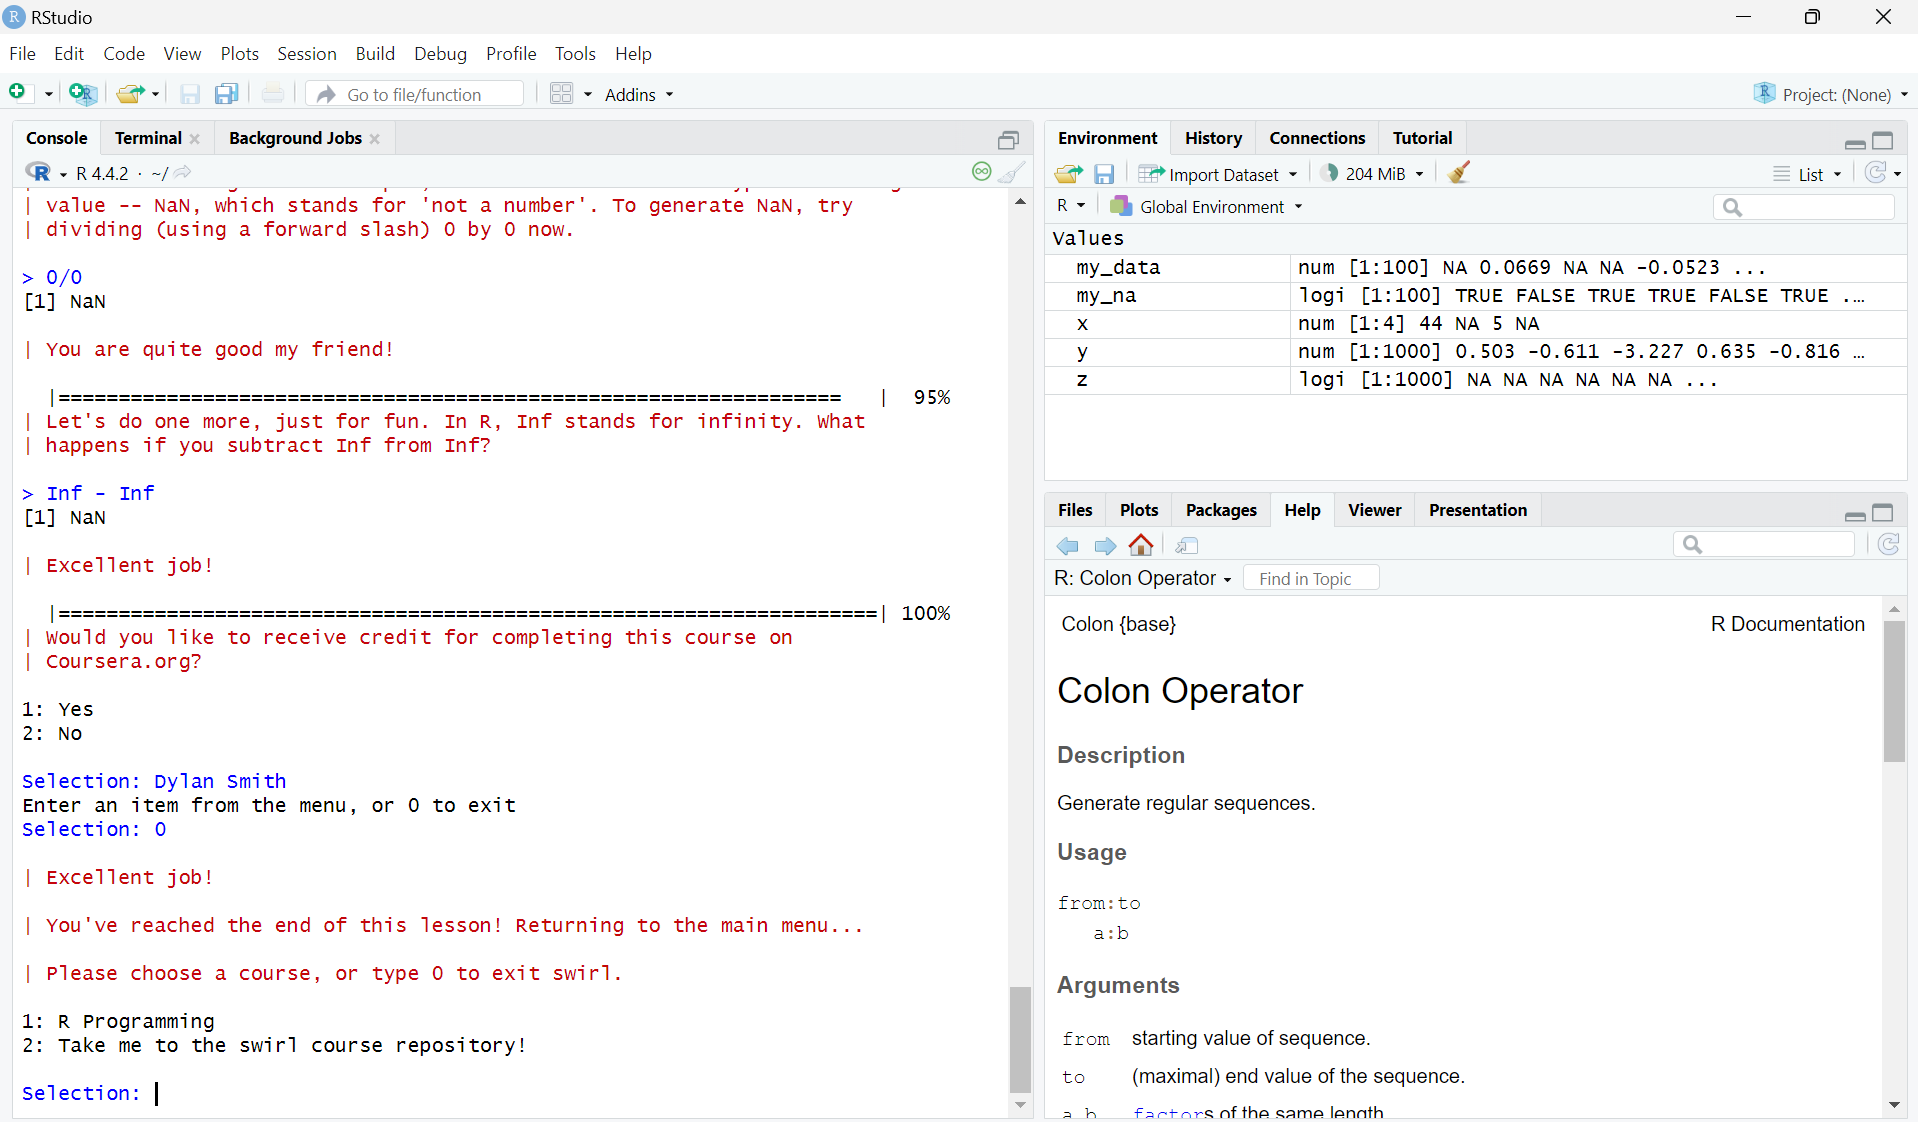 RStudio
File Edit Code View Plots Session Build Debug Profile Tools Help
Go to file/function Addins Project: (None)
Console Terminal Background Jobs
R 4.4.2 · ~/
| value -- NaN, which stands for 'not a number'. To generate NaN, try
| dividing (using a forward slash) 0 by 0 now.
> 0/0
[1] NaN
| You are quite good my friend!
|================================================================= | 95%
| Let's do one more, just for fun. In R, Inf stands for infinity. What
| happens if you subtract Inf from Inf?
> Inf - Inf
[1] NaN
| Excellent job!
|====================================================================| 100%
| Would you like to receive credit for completing this course on
| Coursera.org?
1: Yes
2: No
Selection: Dylan Smith
Enter an item from the menu, or 0 to exit
Selection: 0
| Excellent job!
| You've reached the end of this lesson! Returning to the main menu...
| Please choose a course, or type 0 to exit swirl.
1: R Programming
2: Take me to the swirl course repository!
Selection:
Environment History Connections Tutorial
Import Dataset 204 MiB List
R Global Environment
Values
my_data num [1:100] NA 0.0669 NA NA -0.0523 ...
my_na logi [1:100] TRUE FALSE TRUE TRUE FALSE TRUE ...
x num [1:4] 44 NA 5 NA
y num [1:1000] 0.503 -0.611 -3.227 0.635 -0.816 ...
z logi [1:1000] NA NA NA NA NA NA ...
Files Plots Packages Help Viewer Presentation
R: Colon Operator Find in Topic
Colon {base} R Documentation
Colon Operator
Description
Generate regular sequences.
Usage
from:to
a:b
Arguments
from starting value of sequence.
to (maximal) end value of the sequence.
a b factors of the same length